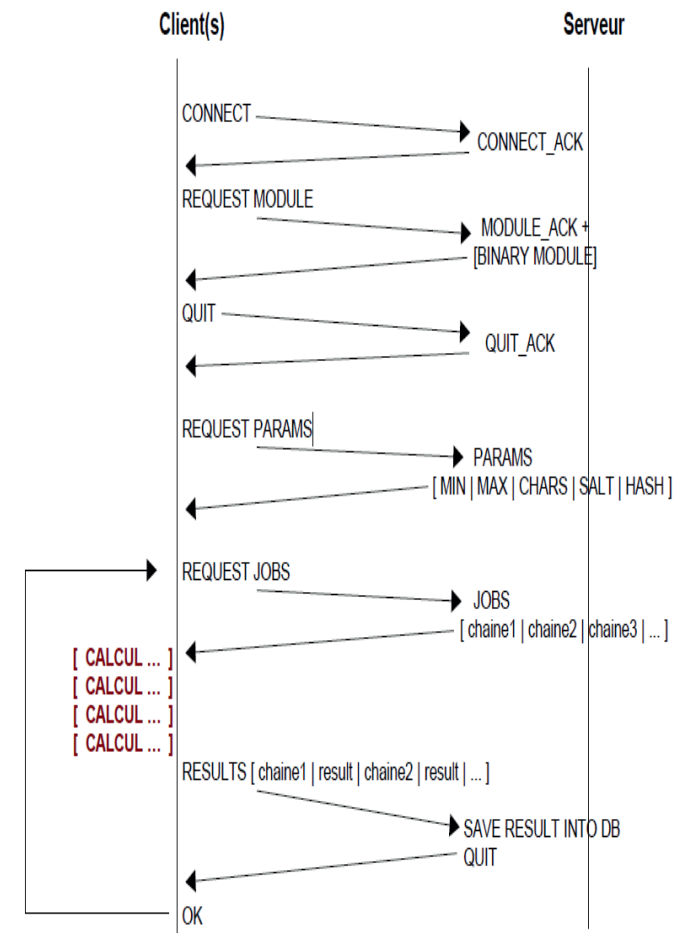 Client(s)
Serveur
CONNECT
CONNECT_ACK
REQUEST MODULE
MODULE_ACK +
[BINARY MODULE]
QUIT
QUIT_ACK
REQUEST PARAMS
PARAMS
[ MIN | MAX | CHARS | SALT | HASH ]
REQUEST JOBS
JOBS
[ chaine1 | chaine2 | chaine3 | ... ]
[ CALCUL ... ]
[ CALCUL ... ]
[ CALCUL ... ]
[ CALCUL ... ]
RESULTS [ chaine1 | result | chaine2 | result | ... ]
SAVE RESULT INTO DB
QUIT
OK